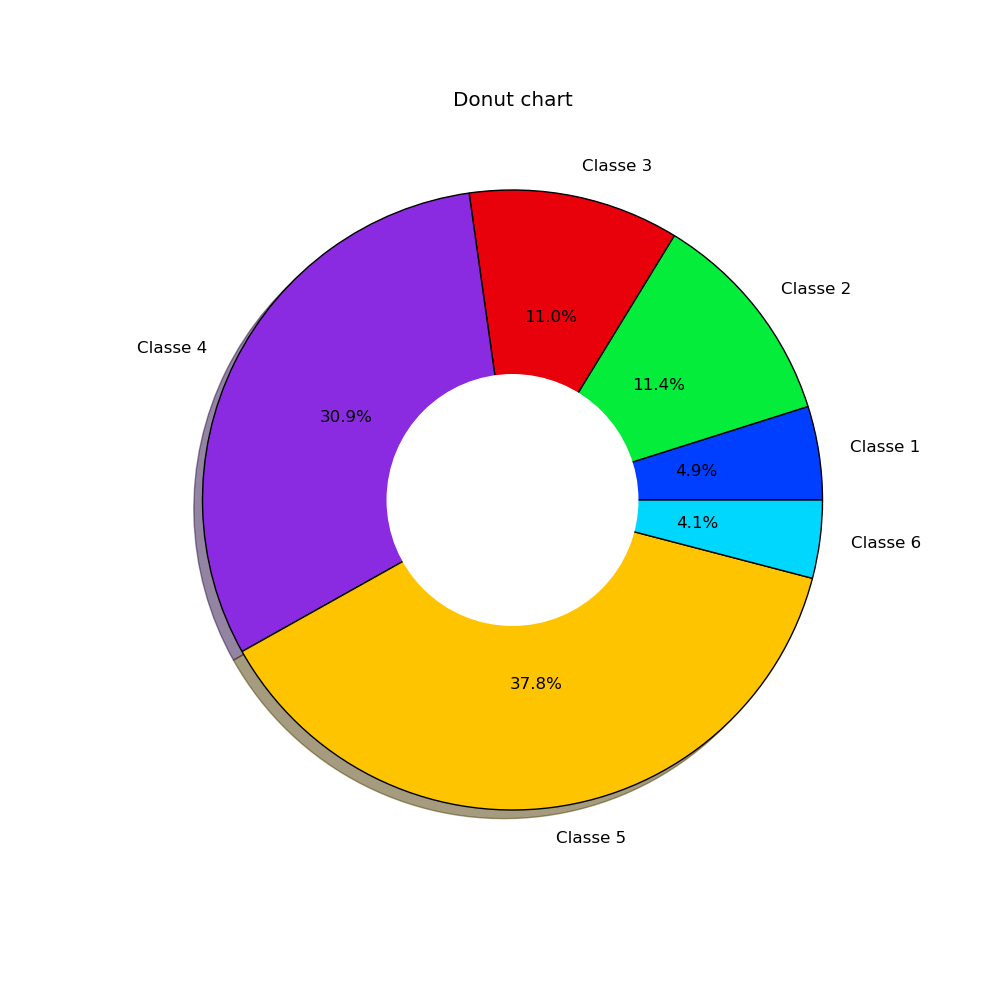 Donut chart
Classe 3
Classe 2
11.0%
Classe 4
11.4%
30.9%
Classe 1
4.9%
4.1%
Classe 6
37.8%
Classe 5